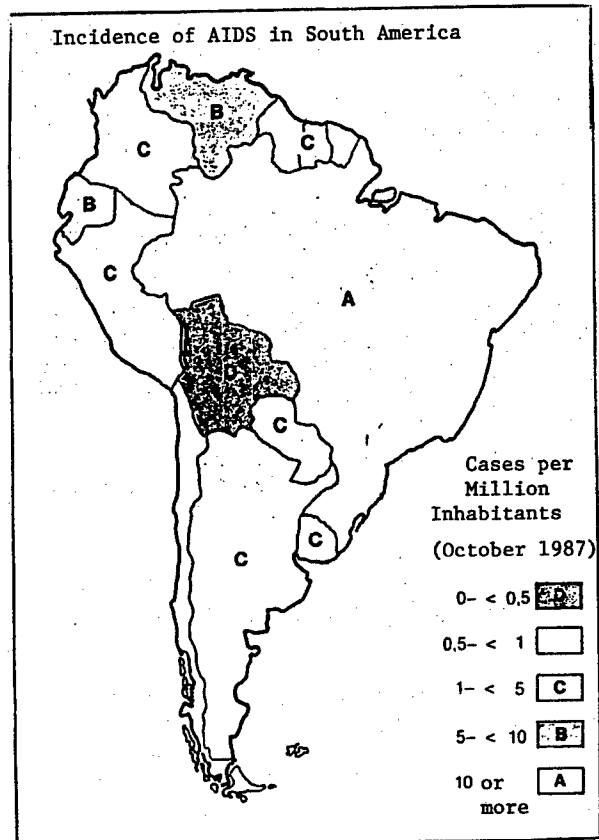 Incidence of AIDS in South America
B
C
C
B
C
A
D
C
C
C
Cases per
Million
Inhabitants
(October 1987)
0- < 0,5 D
0,5- < 1
1- < 5 C
5- < 10 B
10 or A
more